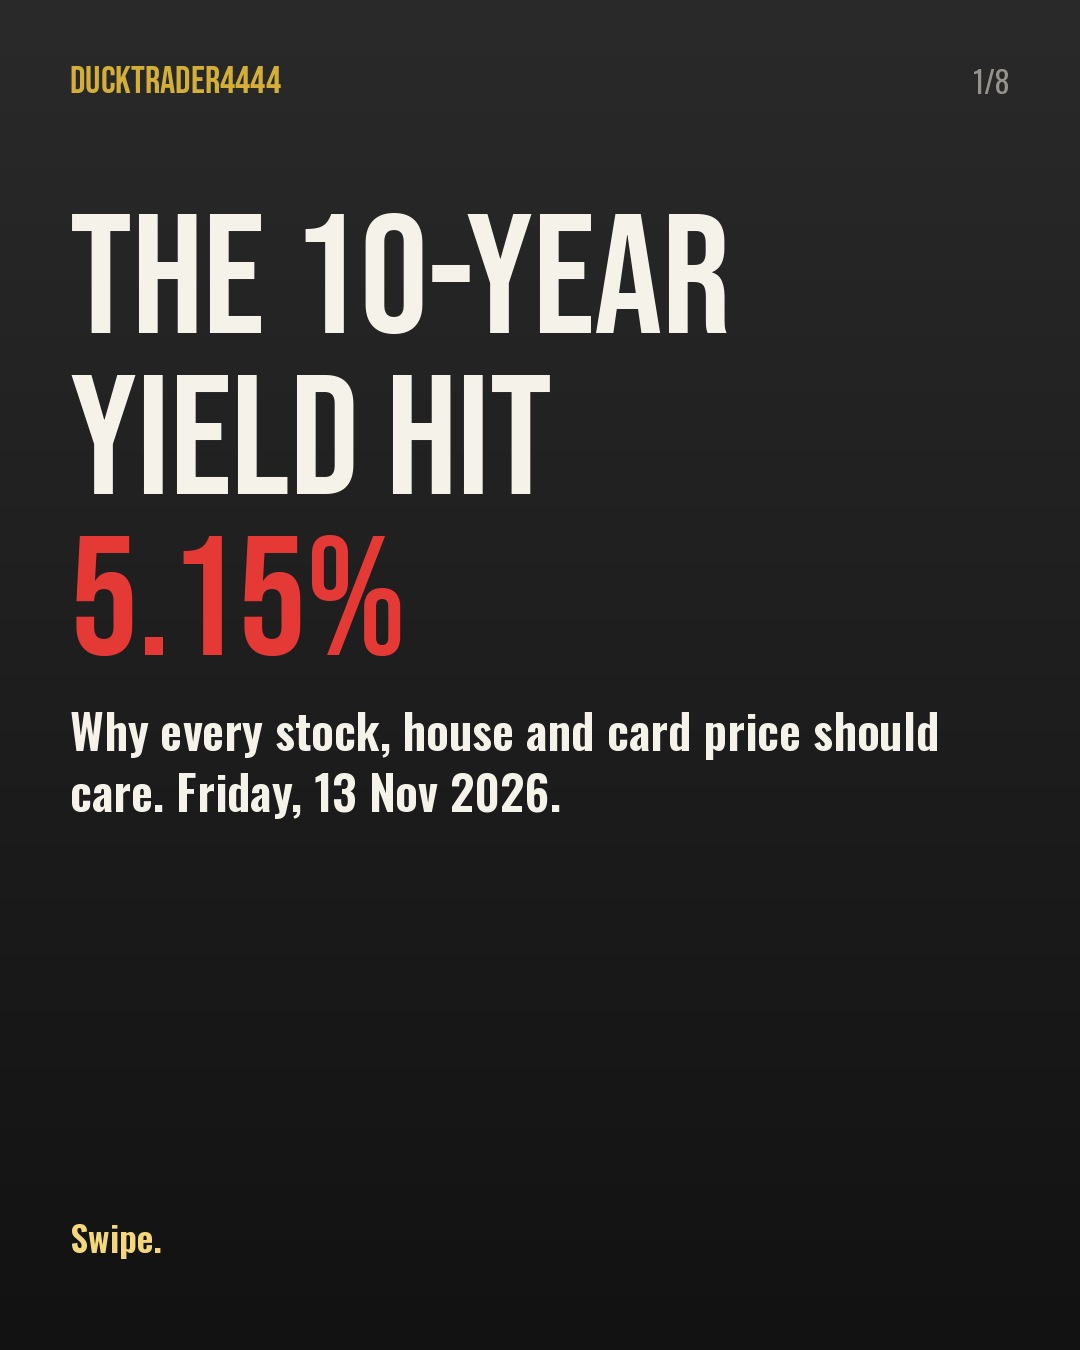 DUCKTRADER4444
1/8
THE 10-YEAR
YIELD HIT
5.15%
Why every stock, house and card price should
care. Friday, 13 Nov 2026.
Swipe.